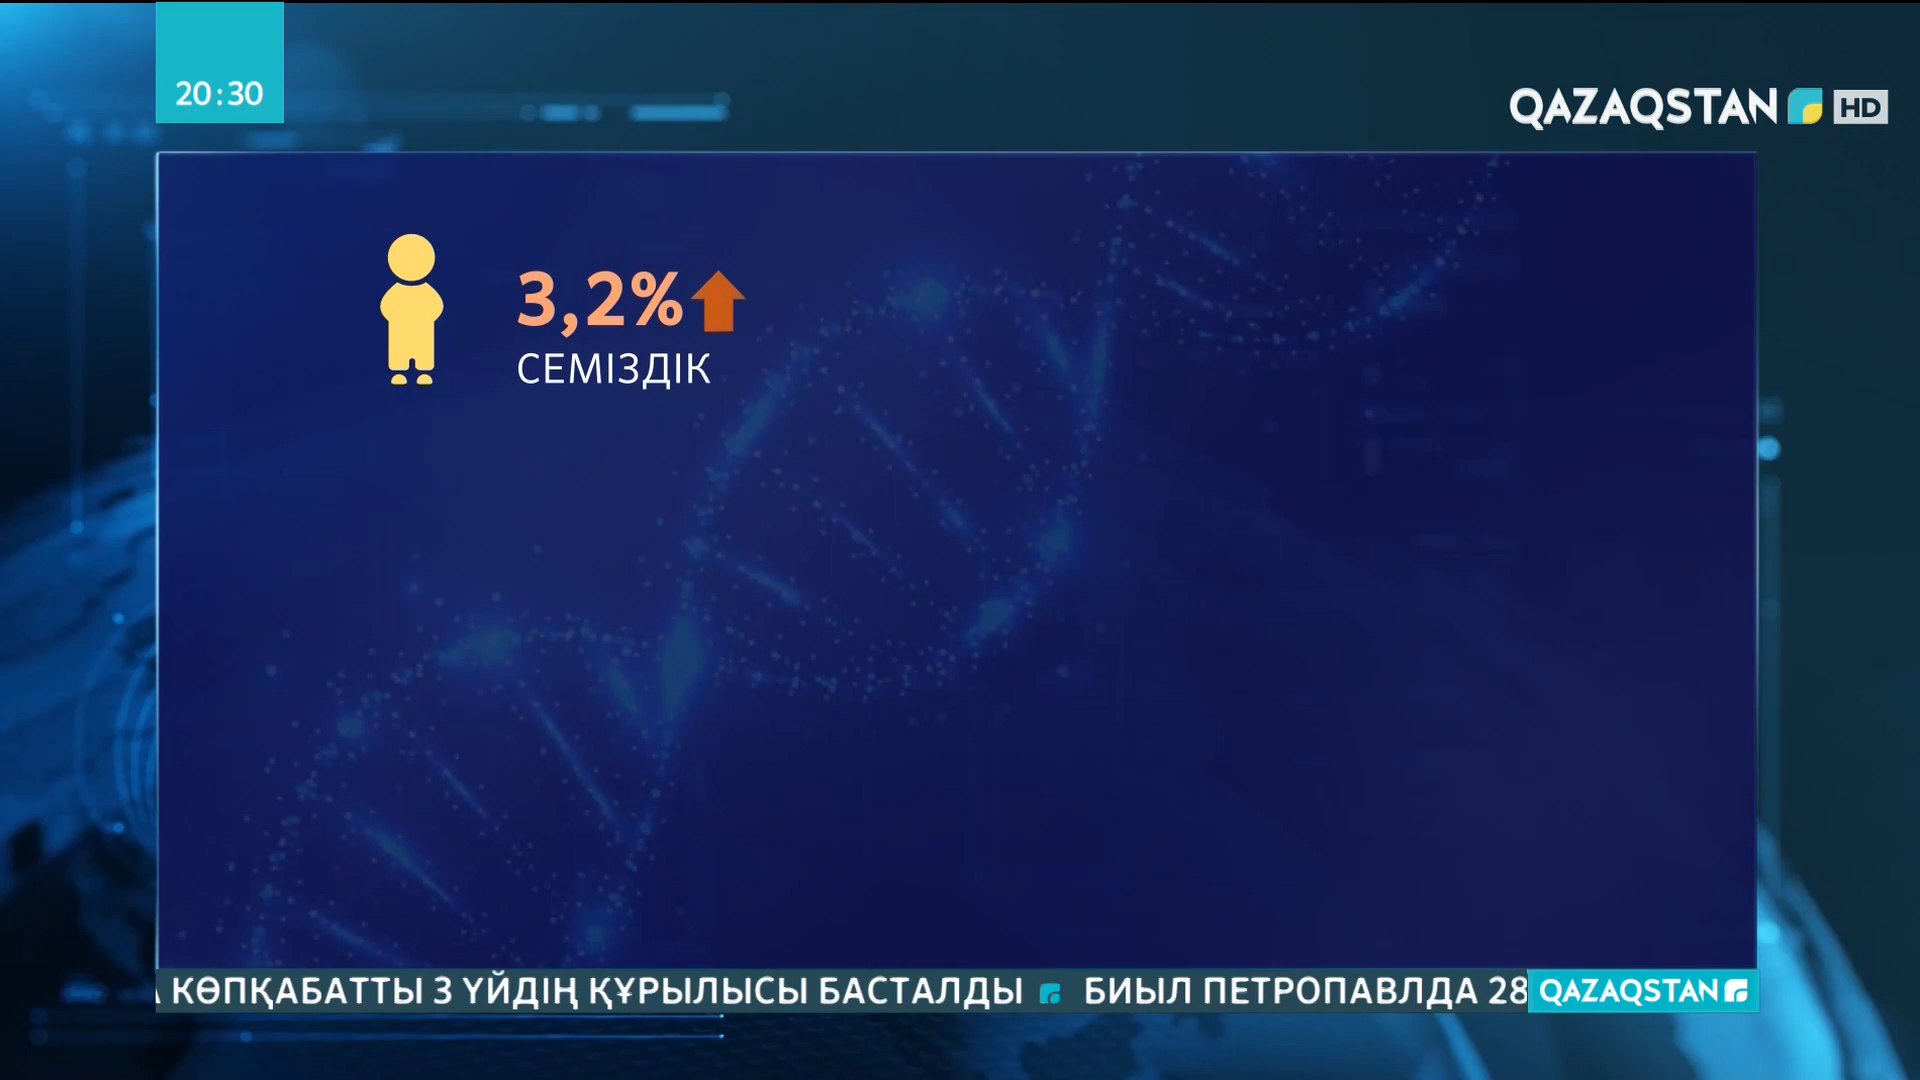 20:30
QAZAQSTAN HD
3,2%
СЕМІЗДІК
КӨПҚАБАТТЫ 3 ҮЙДІҢ ҚҰРЫЛЫСЫ БАСТАЛДЫ БИЫЛ ПЕТРОПАВЛДА 28
QAZAQSTAN